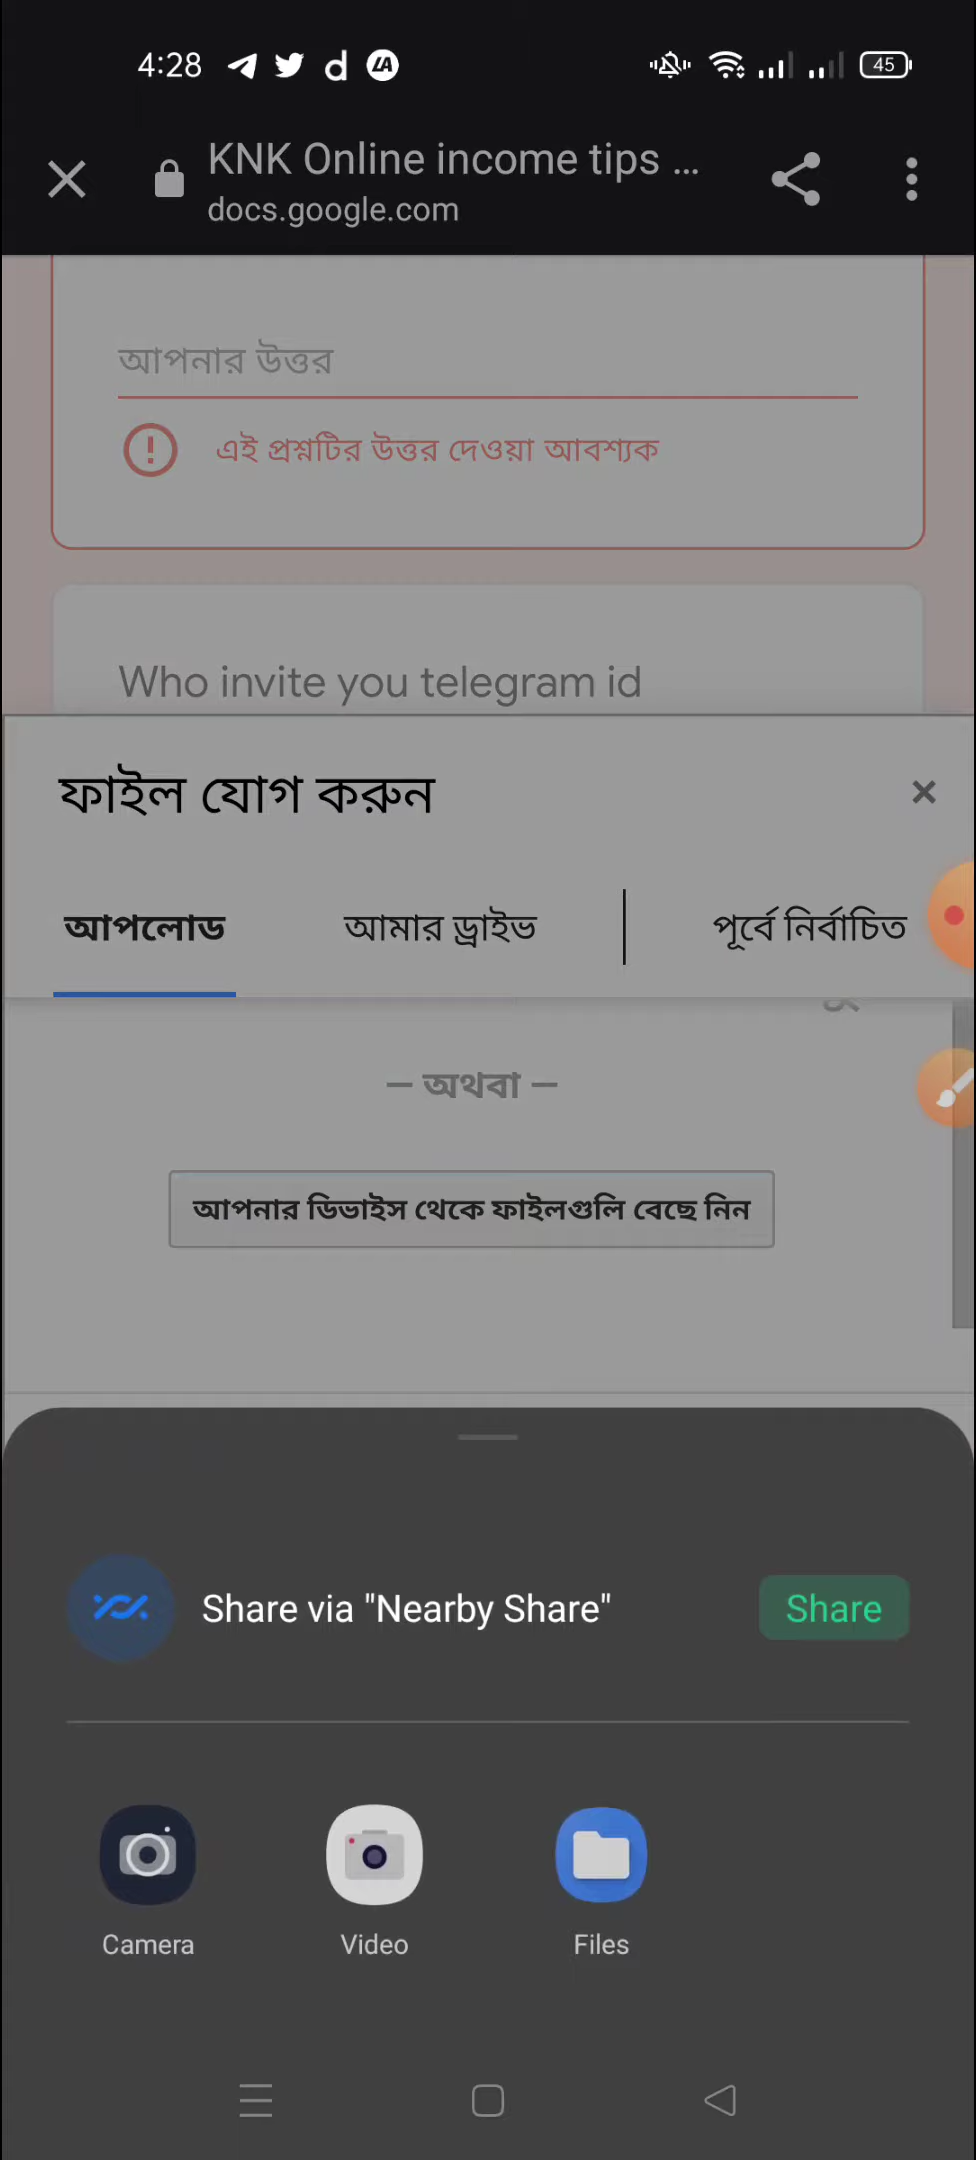 4:28
45
KNK Online income tips ...
docs.google.com
আপনার উত্তর
এই প্রশ্নটির উত্তর দেওয়া আবশ্যক
Who invite you telegram id
ফাইল যোগ করুন
আপলোড
আমার ড্রাইভ
পূর্বে নির্বাচিত
— অথবা —
আপনার ডিভাইস থেকে ফাইলগুলি বেছে নিন
Share via "Nearby Share"
Share
Camera
Video
Files